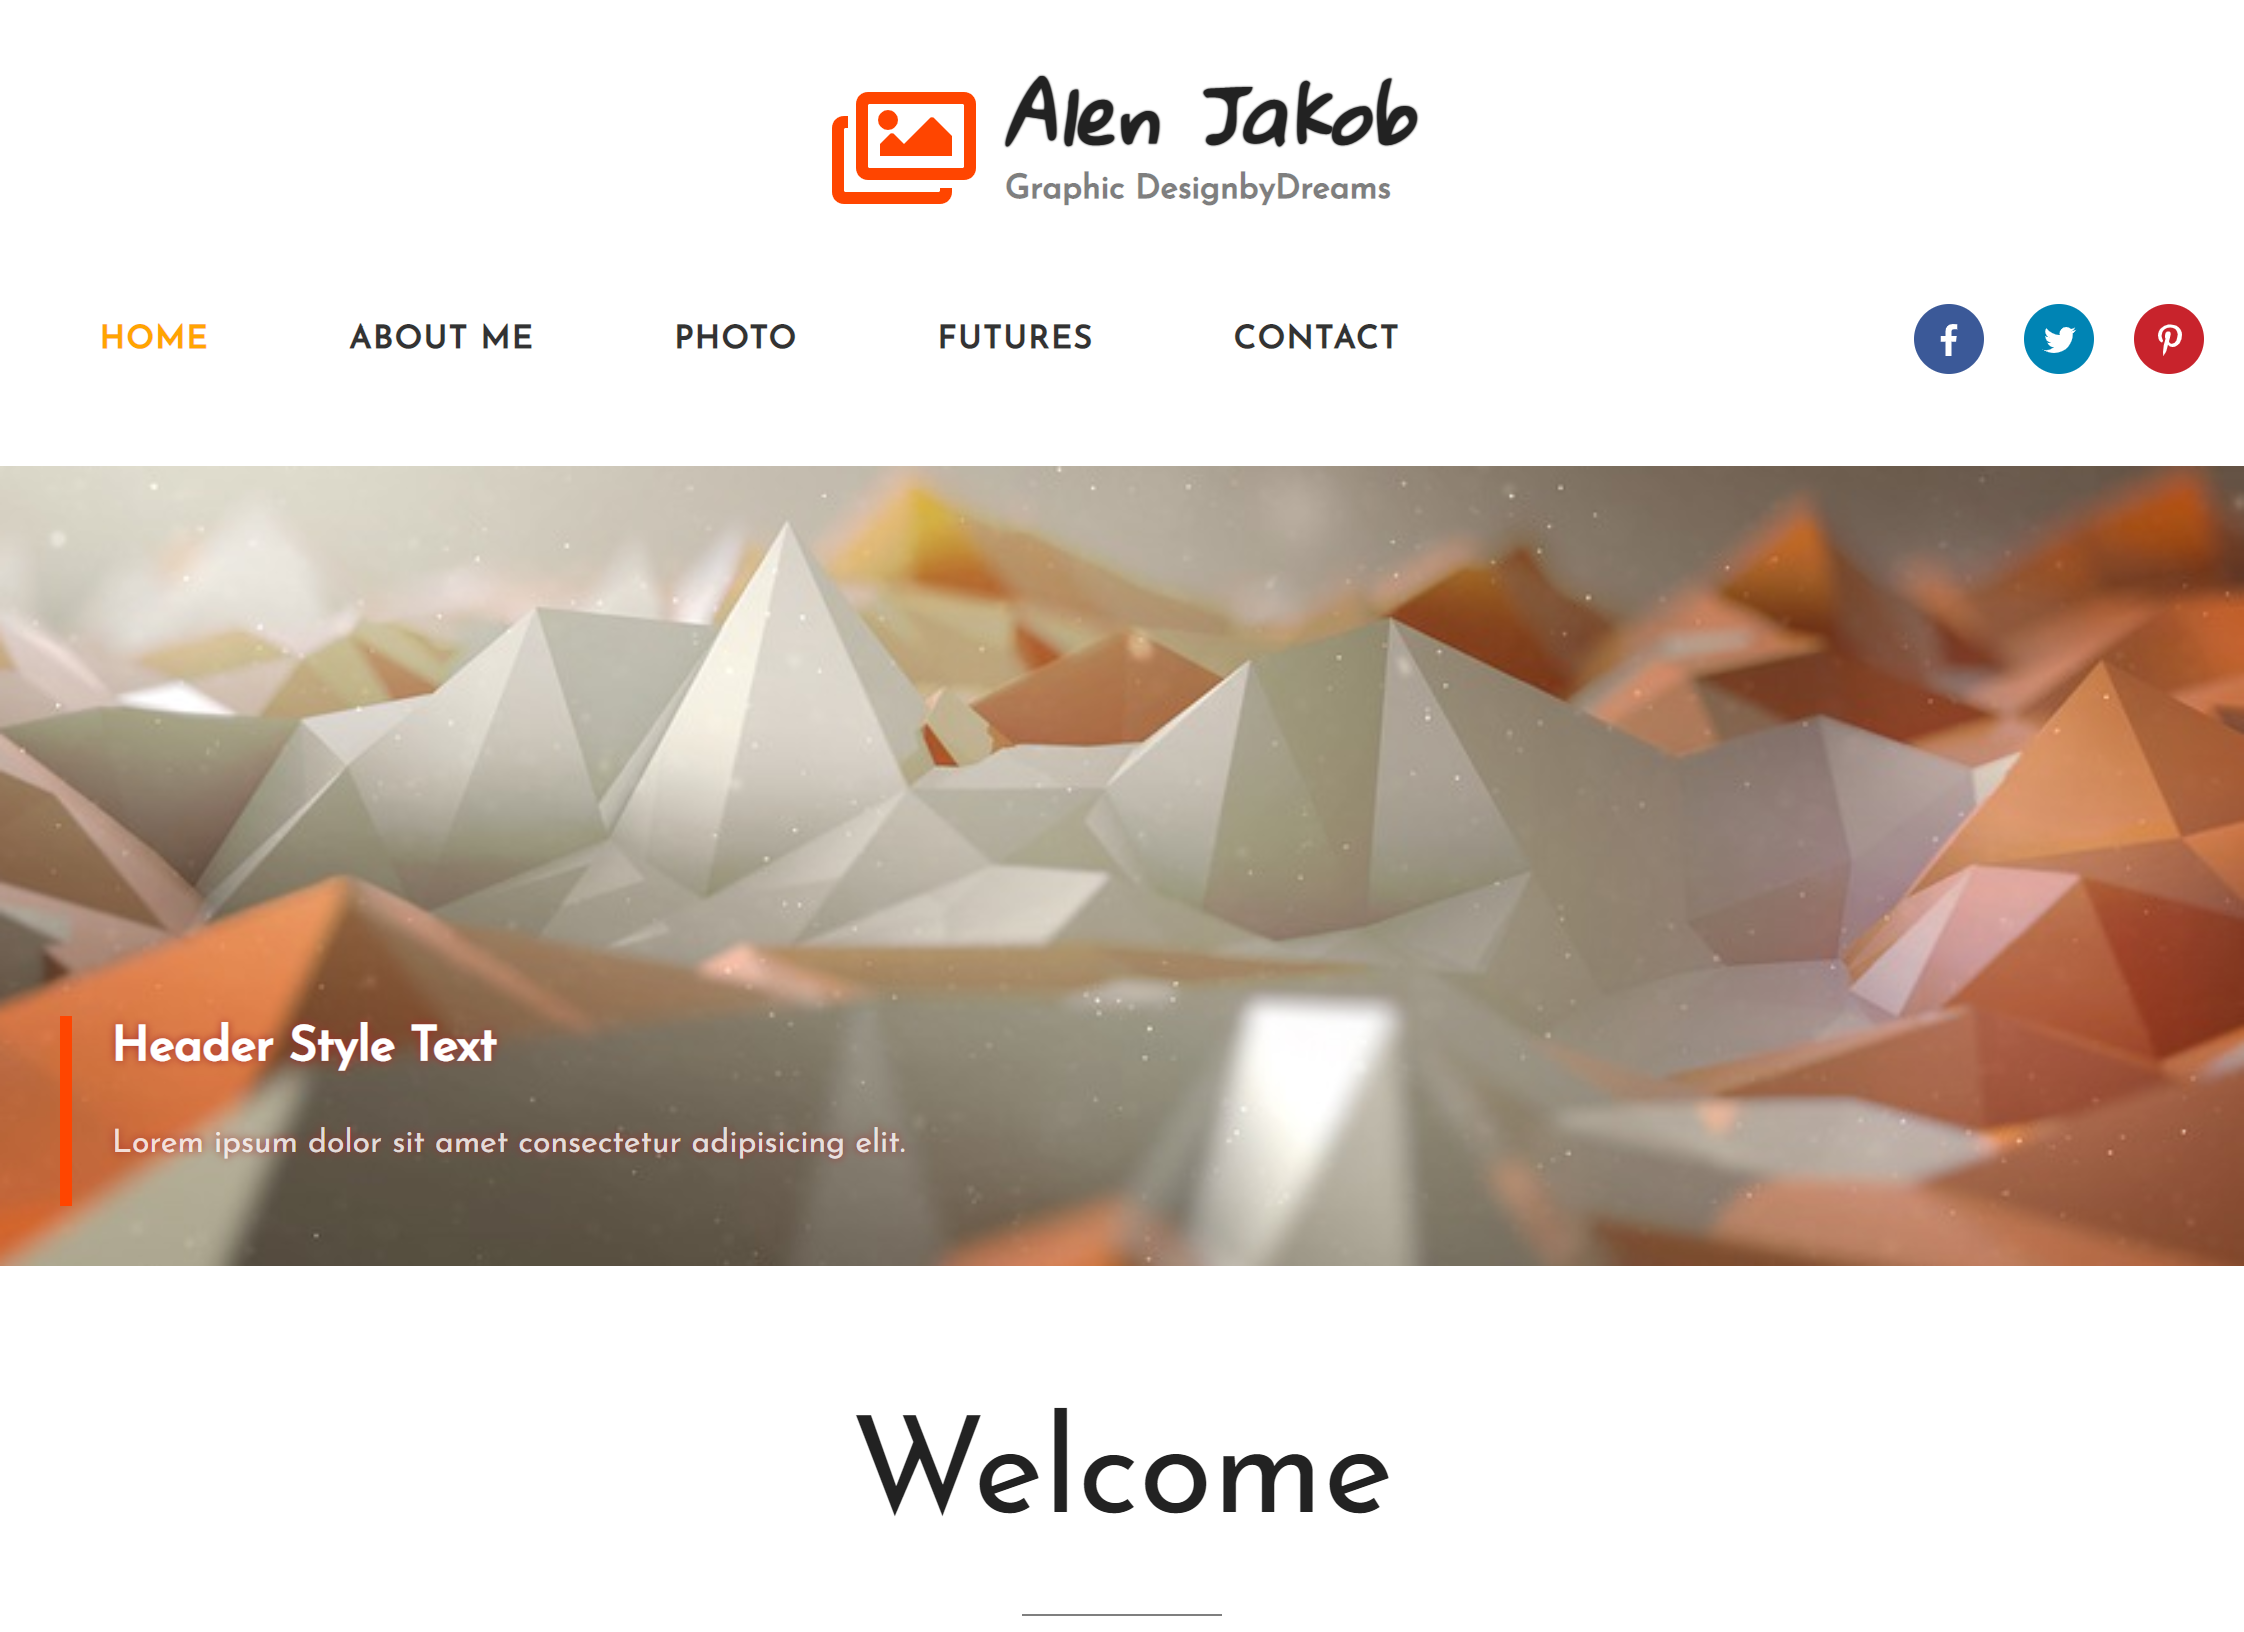 Alen Jakob
Graphic DesignbyDreams
HOME ABOUT ME PHOTO FUTURES CONTACT
Header Style Text
Lorem ipsum dolor sit amet consectetur adipisicing elit.
Welcome